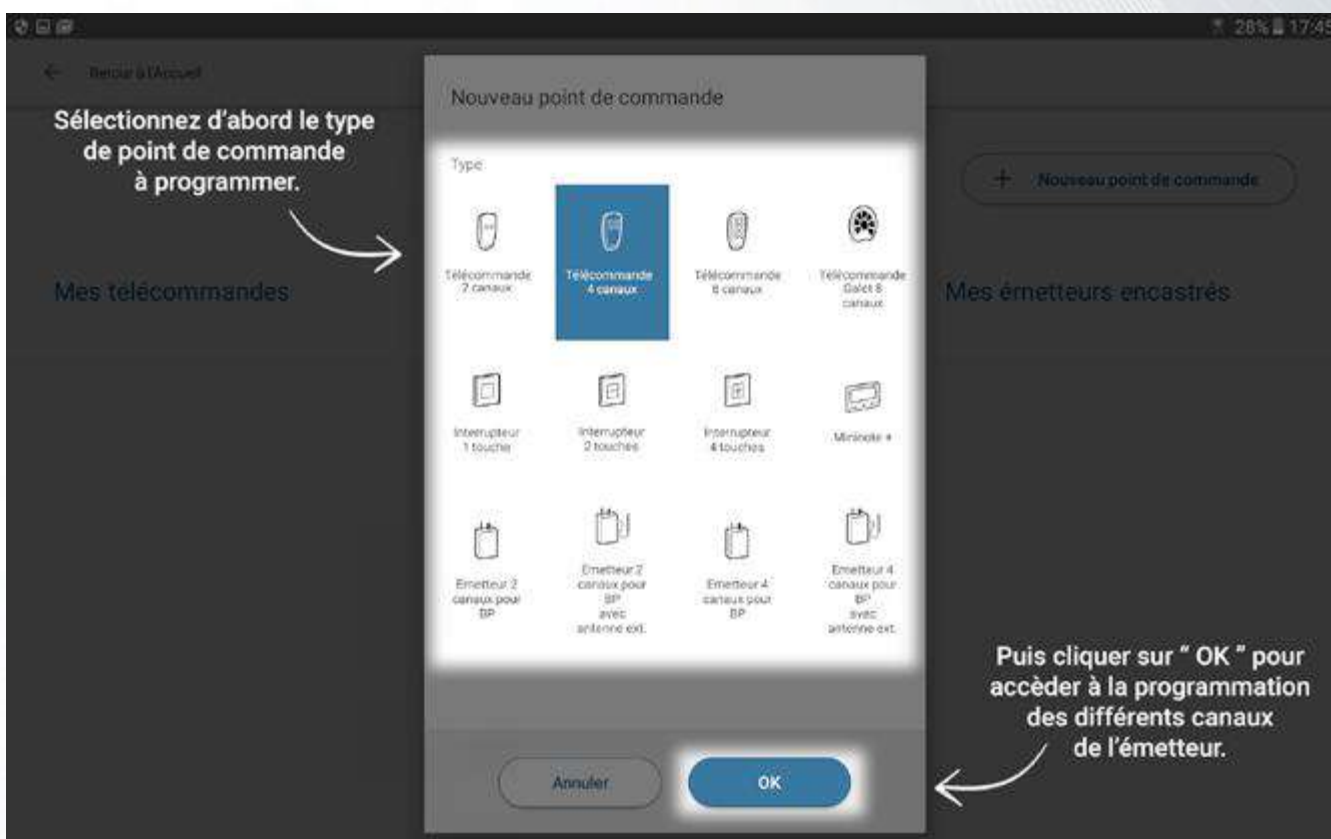 28% 17:45
Retour à l'Accueil
Nouveau point de commande
Sélectionnez d'abord le type
de point de commande
à programmer.
Type
+ Nouveau point de commande
Télécommande
2 canaux
Télécommande
4 canaux
Télécommande
8 canaux
Télécommande
Galet 8
canaux
Mes télécommandes
Mes émetteurs encastrés
Interrupteur
1 touche
Interrupteur
2 touches
Interrupteur
4 touches
Mininote +
Emetteur 2
canaux pour
BP
Emetteur 2
canaux pour
BP
avec
antenne ext.
Emetteur 4
canaux pour
BP
Emetteur 4
canaux pour
BP
avec
antenne ext.
Puis cliquer sur “ OK ” pour
accèder à la programmation
des différents canaux
de l'émetteur.
Annuler
OK